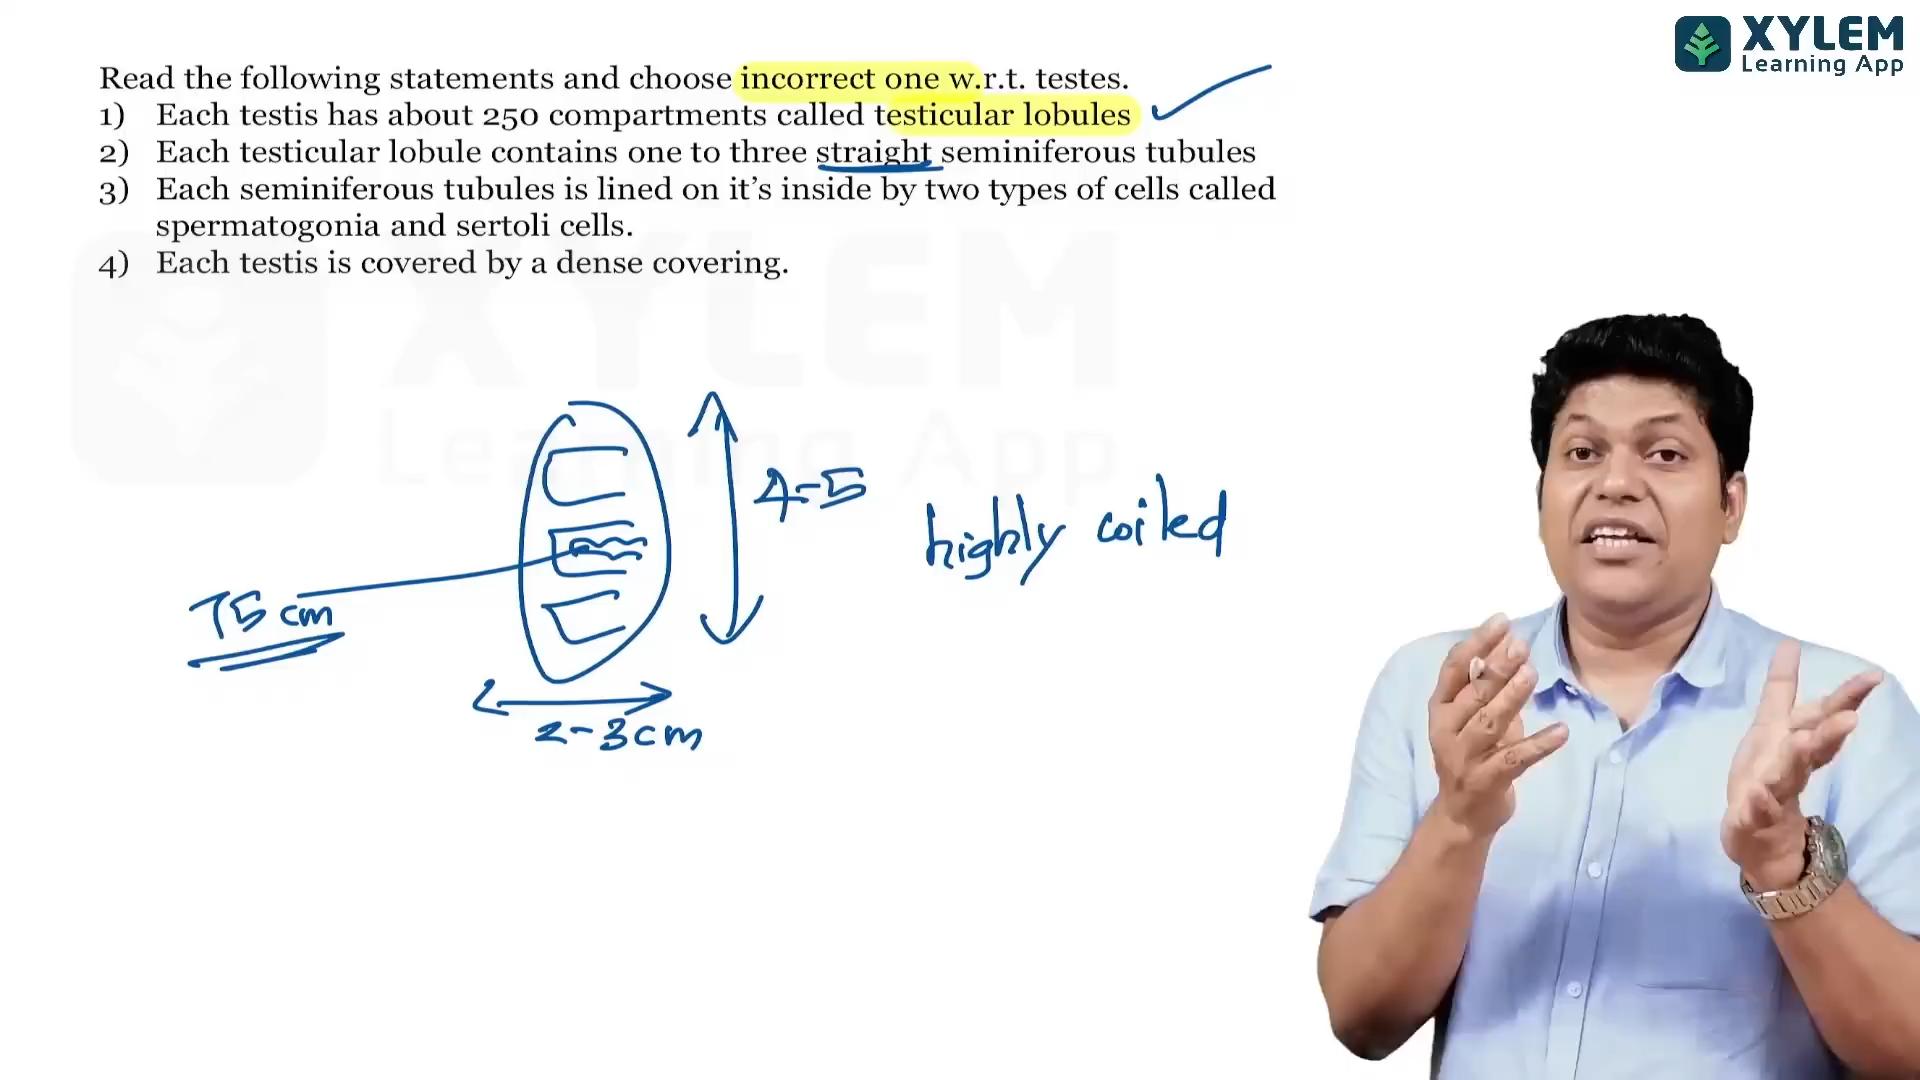 XYLEM
Learning App
Read the following statements and choose incorrect one w.r.t. testes.
1) Each testis has about 250 compartments called testicular lobules
2) Each testicular lobule contains one to three straight seminiferous tubules
3) Each seminiferous tubules is lined on it's inside by two types of cells called
spermatogonia and sertoli cells.
4) Each testis is covered by a dense covering.
XYLEM
Learning App
4-5
highly coiled
75 cm
2-3cm